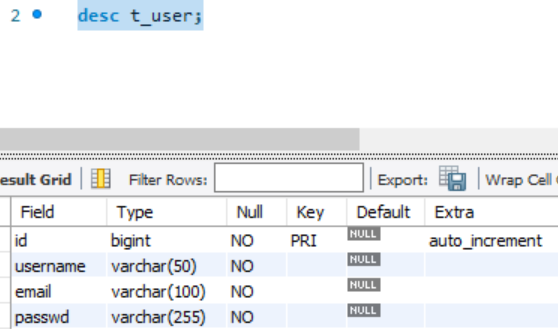 2 desc t_user;
esult Grid Filter Rows: Export: Wrap Cell
Field Type Null Key Default Extra
id bigint NO PRI NULL auto_increment
username varchar(50) NO NULL
email varchar(100) NO NULL
passwd varchar(255) NO NULL